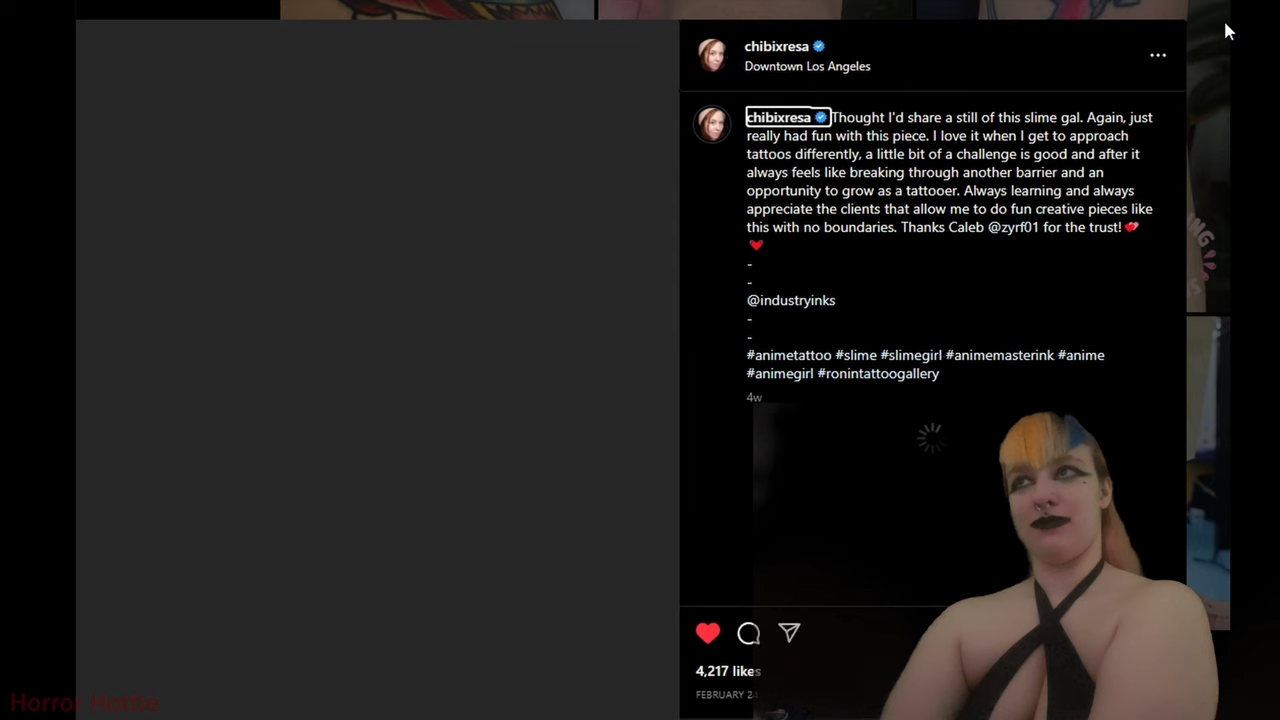 chibixresa
Downtown Los Angeles
chibixresa Thought I'd share a still of this slime gal. Again, just
really had fun with this piece. I love it when I get to approach
tattoos differently, a little bit of a challenge is good and after it
always feels like breaking through another barrier and an
opportunity to grow as a tattooer. Always learning and always
appreciate the clients that allow me to do fun creative pieces like
this with no boundaries. Thanks Caleb @zyrf01 for the trust!💕
❤️
-
-
@industryinks
-
-
#animetattoo #slime #slimegirl #animemasterink #anime
#animegirl #ronintattoogallery
4w
4,217 likes
FEBRUARY 24
Horror Hottie